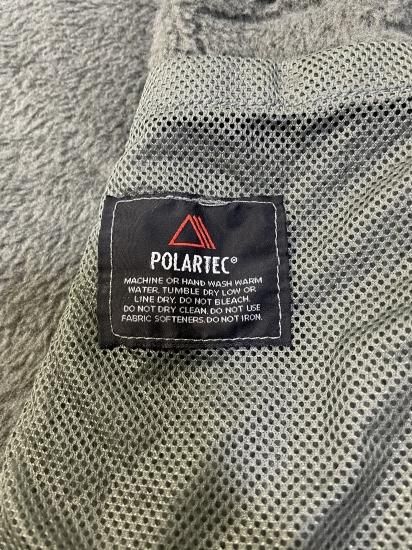 POLARTEC®
MACHINE OR HAND WASH WARM
WATER. TUMBLE DRY LOW OR
LINE DRY. DO NOT BLEACH.
DO NOT DRY CLEAN. DO NOT USE
FABRIC SOFTENERS. DO NOT IRON.